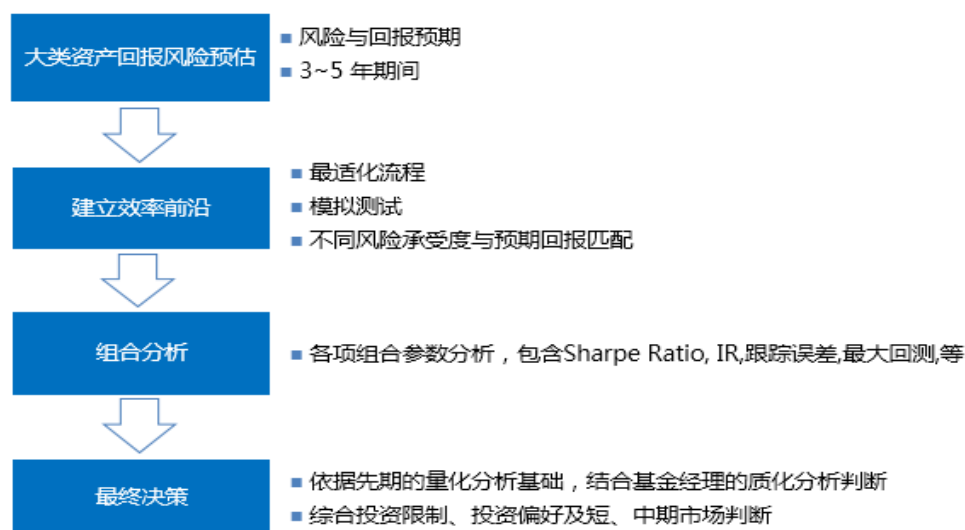 大类资产回报风险预估
■ 风险与回报预期
■ 3~5 年期间
建立效率前沿
■ 最适化流程
■ 模拟测试
■ 不同风险承受度与预期回报匹配
组合分析
■ 各项组合参数分析，包含Sharpe Ratio, IR,跟踪误差,最大回测,等
最终决策
■ 依据先期的量化分析基础，结合基金经理的质化分析判断
■ 综合投资限制、投资偏好及短、中期市场判断